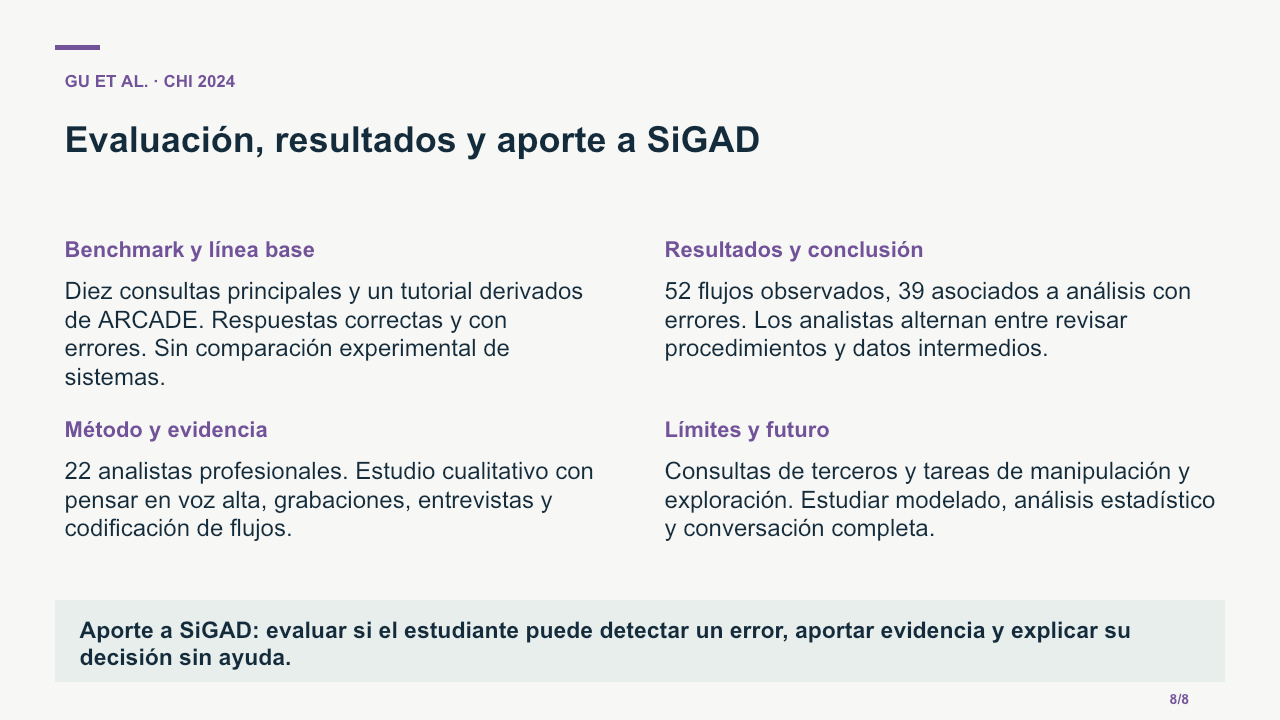 GU ET AL. · CHI 2024
Evaluación, resultados y aporte a SiGAD
Benchmark y línea base
Diez consultas principales y un tutorial derivados
de ARCADE. Respuestas correctas y con
errores. Sin comparación experimental de
sistemas.
Método y evidencia
22 analistas profesionales. Estudio cualitativo con
pensar en voz alta, grabaciones, entrevistas y
codificación de flujos.
Resultados y conclusión
52 flujos observados, 39 asociados a análisis con
errores. Los analistas alternan entre revisar
procedimientos y datos intermedios.
Límites y futuro
Consultas de terceros y tareas de manipulación y
exploración. Estudiar modelado, análisis estadístico
y conversación completa.
Aporte a SiGAD: evaluar si el estudiante puede detectar un error, aportar evidencia y explicar su
decisión sin ayuda.
8/8